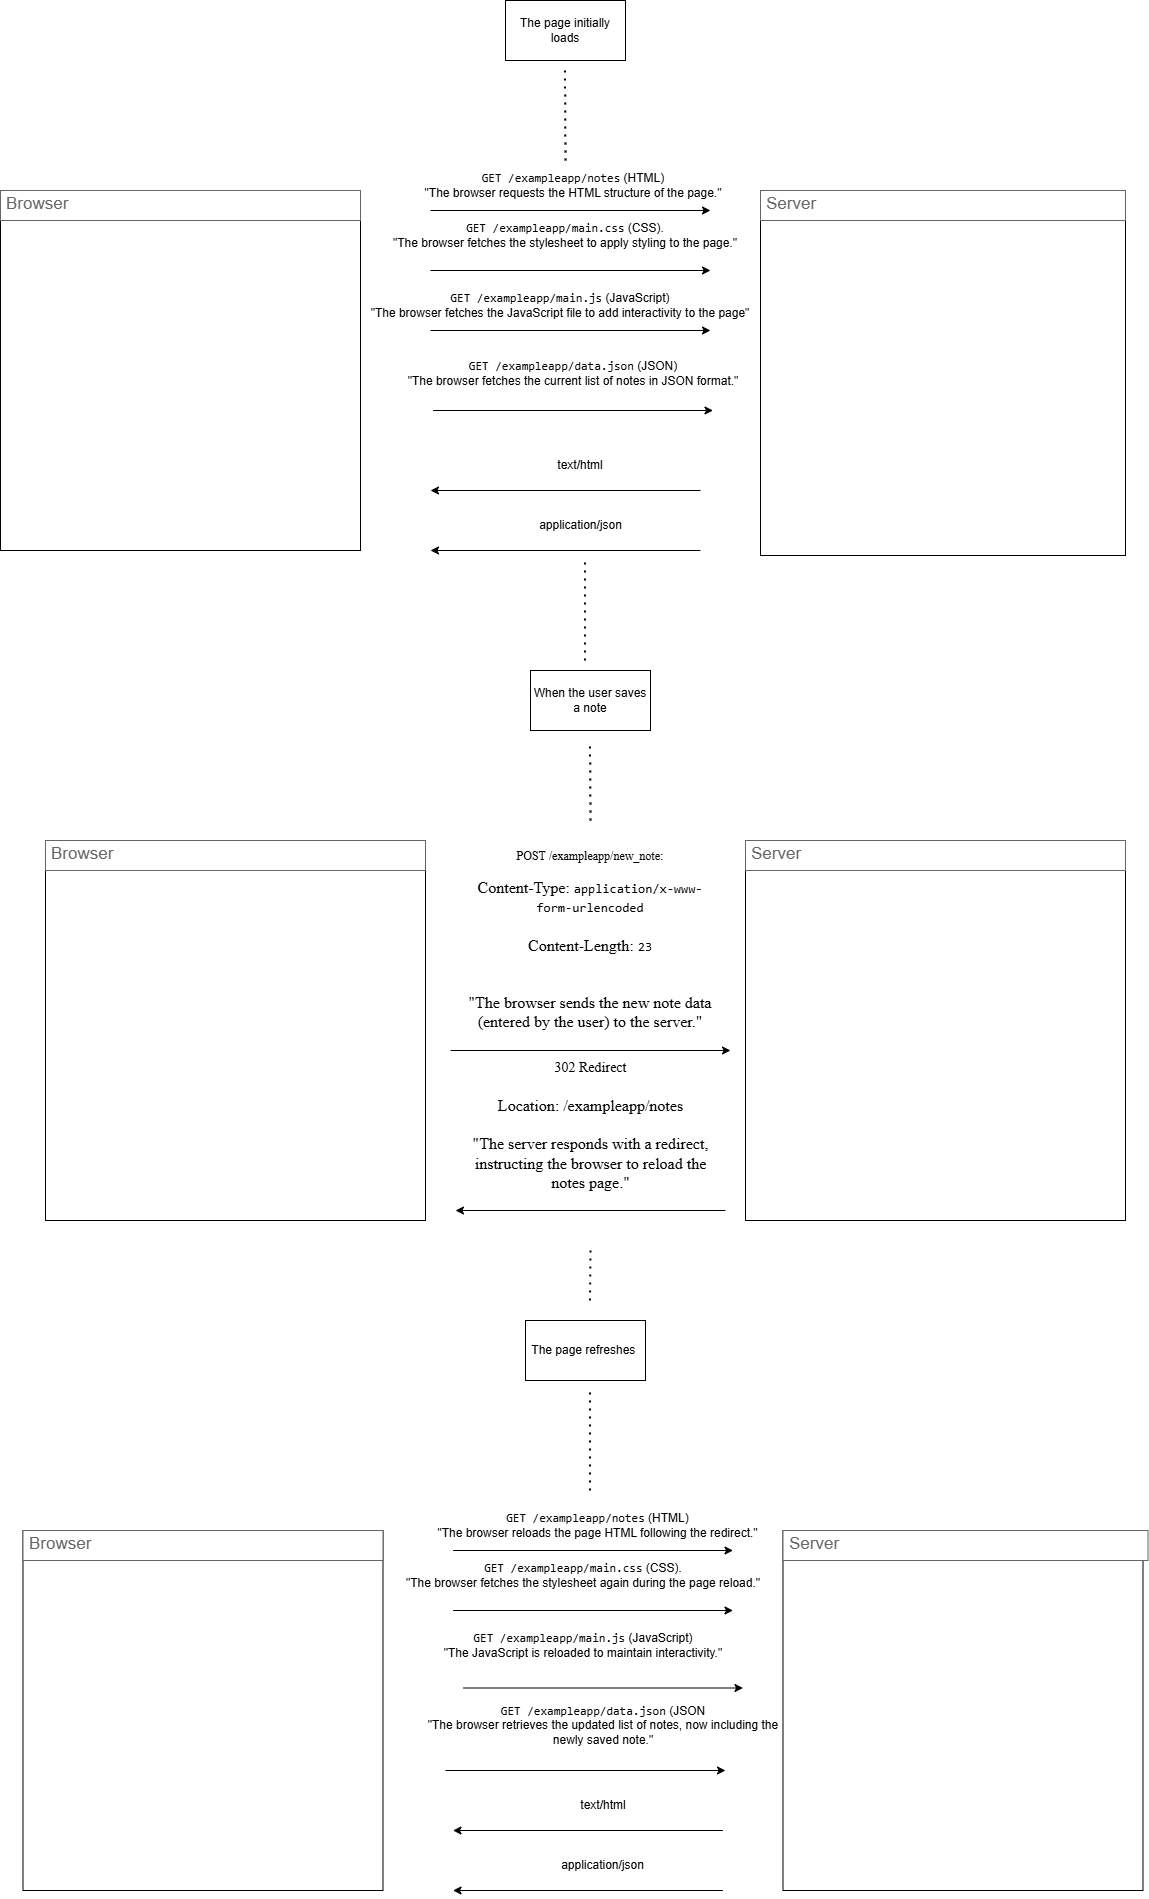 The page initially
loads
GET /exampleapp/notes (HTML)
"The browser requests the HTML structure of the page."
Browser
Server
GET /exampleapp/main.css (CSS).
"The browser fetches the stylesheet to apply styling to the page."
GET /exampleapp/main.js (JavaScript)
"The browser fetches the JavaScript file to add interactivity to the page"
GET /exampleapp/data.json (JSON)
"The browser fetches the current list of notes in JSON format."
text/html
application/json
When the user saves
a note
Browser
Server
POST /exampleapp/new_note:
Content-Type: application/x-www-
form-urlencoded
Content-Length: 23
"The browser sends the new note data
(entered by the user) to the server."
302 Redirect
Location: /exampleapp/notes
"The server responds with a redirect,
instructing the browser to reload the
notes page."
The page refreshes
GET /exampleapp/notes (HTML)
"The browser reloads the page HTML following the redirect."
Browser
Server
GET /exampleapp/main.css (CSS).
"The browser fetches the stylesheet again during the page reload."
GET /exampleapp/main.js (JavaScript)
"The JavaScript is reloaded to maintain interactivity."
GET /exampleapp/data.json (JSON
"The browser retrieves the updated list of notes, now including the
newly saved note."
text/html
application/json